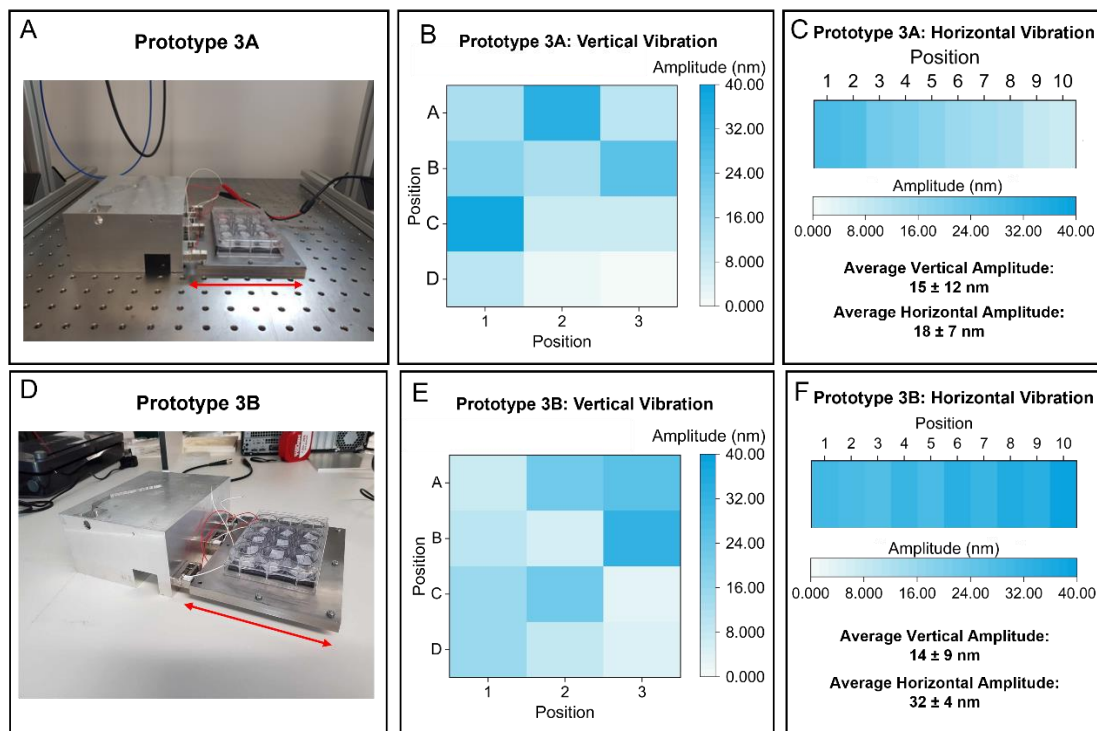 A
Prototype 3A
B
Prototype 3A: Vertical Vibration
Amplitude (nm)
40.00
32.00
24.00
16.00
8.000
0.000
A
B
C
D
Position
1 2 3
Position
C
Prototype 3A: Horizontal Vibration
Position
1 2 3 4 5 6 7 8 9 10
Amplitude (nm)
0.000 8.000 16.00 24.00 32.00 40.00
Average Vertical Amplitude:
15 ± 12 nm
Average Horizontal Amplitude:
18 ± 7 nm
D
Prototype 3B
E
Prototype 3B: Vertical Vibration
Amplitude (nm)
40.00
32.00
24.00
16.00
8.000
0.000
A
B
C
D
Position
1 2 3
Position
F
Prototype 3B: Horizontal Vibration
Position
1 2 3 4 5 6 7 8 9 10
Amplitude (nm)
0.000 8.000 16.00 24.00 32.00 40.00
Average Vertical Amplitude:
14 ± 9 nm
Average Horizontal Amplitude:
32 ± 4 nm